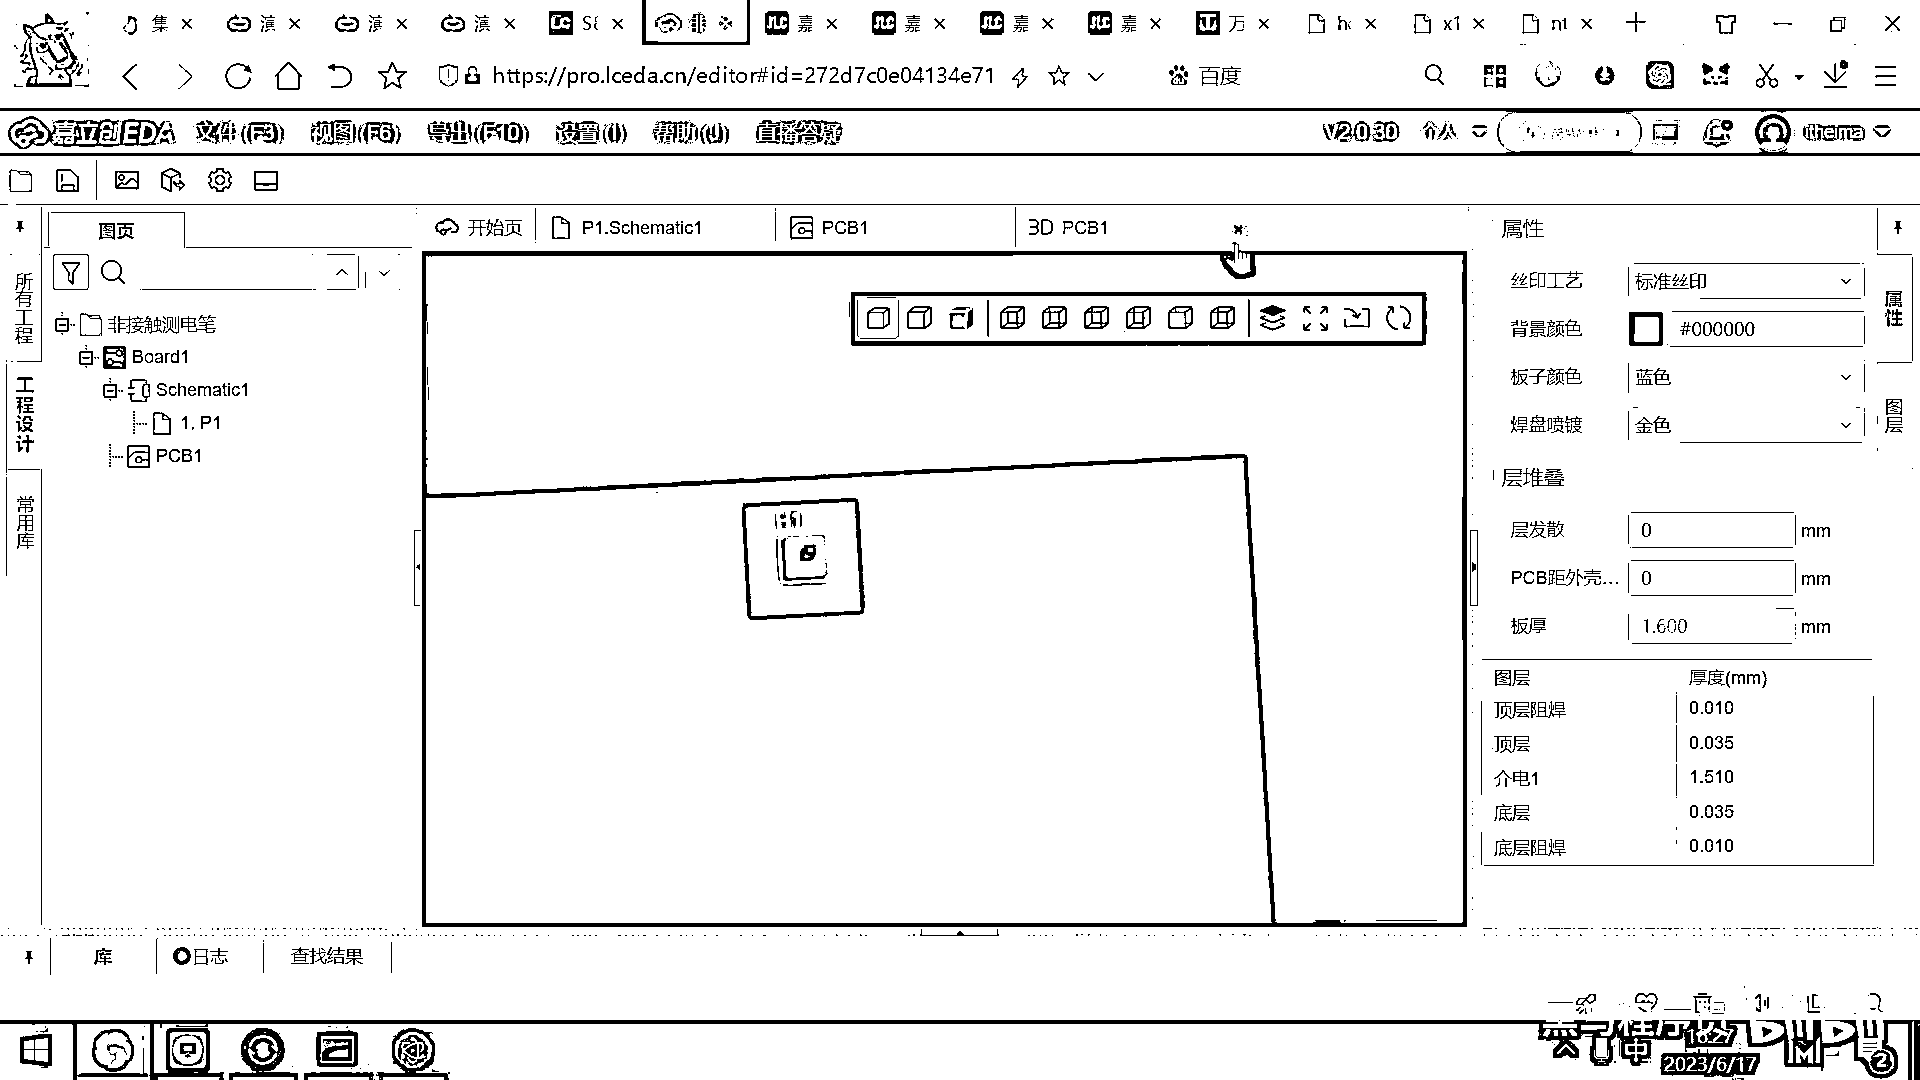 集
滨
滨
滨
嘉
嘉
嘉
嘉
万
x1
https://pro.lceda.cn/editor#id=272d7c0e04134e71
百度
嘉立创EDA
文件(F3)
视图(F6)
导出(F10)
设置(I)
帮助(J)
直播答疑
V2.0.30
个人
itheima
图页
开始页
P1.Schematic1
PCB1
3D PCB1
属性
所有工程
工程设计
常用库
非接触测电笔
Board1
Schematic1
1. P1
PCB1
丝印工艺
标准丝印
背景颜色
#000000
板子颜色
蓝色
焊盘喷镀
金色
属性
图层
层堆叠
层发散
0
mm
PCB距外壳...
0
mm
板厚
1.600
mm
图层
厚度(mm)
顶层阻焊
0.010
顶层
0.035
介电1
1.510
底层
0.035
底层阻焊
0.010
库
日志
查找结果
中
16:27
2023/6/17
2